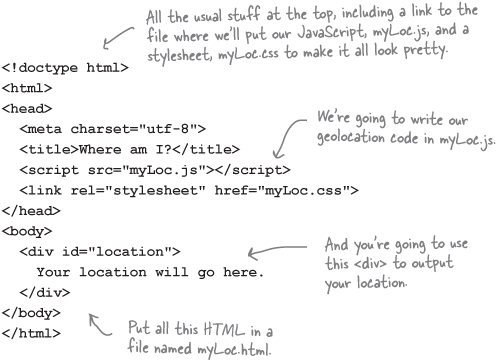 All the usual stuff at the top, including a link to the
file where we'll put our JavaScript, myLoc.js, and a
stylesheet, myLoc.css to make it all look pretty.
<!doctype html>
<html>
<head>
<meta charset="utf-8">
<title>Where am I?</title>
<script src="myLoc.js"></script>
<link rel="stylesheet" href="myLoc.css">
</head>
We're going to write our
geolocation code in myLoc.js.
<body>
<div id="location">
Your location will go here.
</div>
</body>
</html>
And you're going to use
this <div> to output
your location.
Put all this HTML in a
file named myLoc.html.